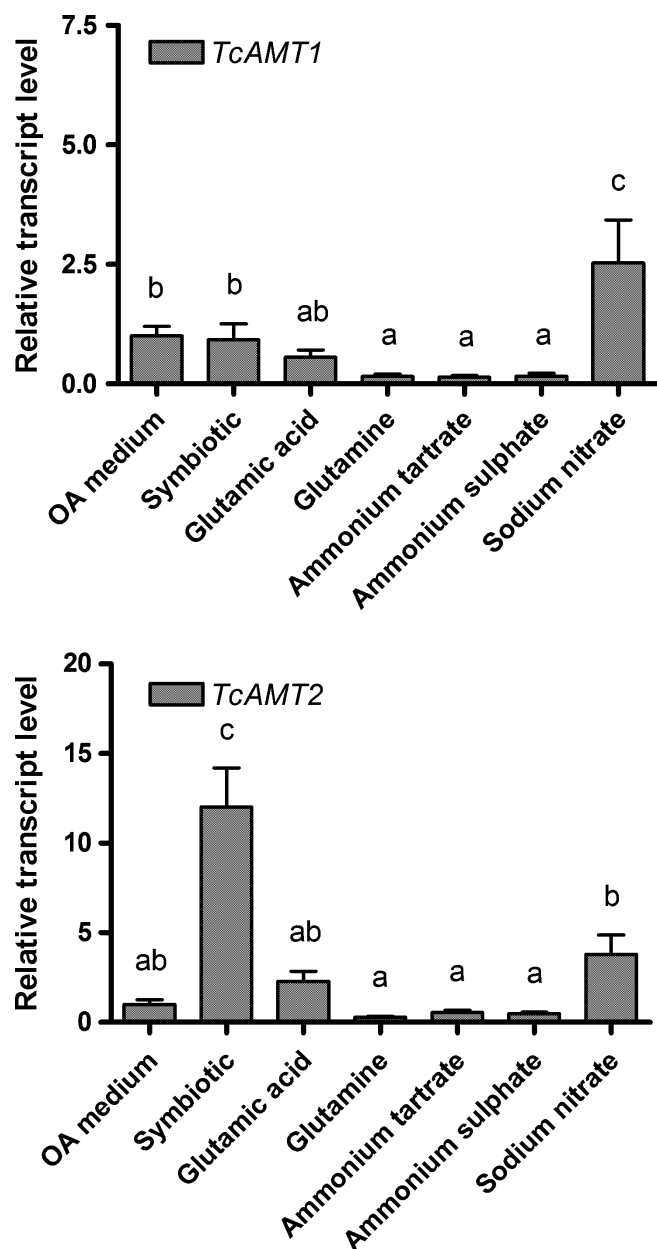 7.5
TcAMT1
5.0
Relative transcript level
c
2.5
b
b
ab
a
a
a
0.0
OA medium
Symbiotic
Glutamic acid
Glutamine
Ammonium tartrate
Ammonium sulphate
Sodium nitrate
20
TcAMT2
c
15
Relative transcript level
10
5
b
ab
ab
a
a
a
0
OA medium
Symbiotic
Glutamic acid
Glutamine
Ammonium tartrate
Ammonium sulphate
Sodium nitrate